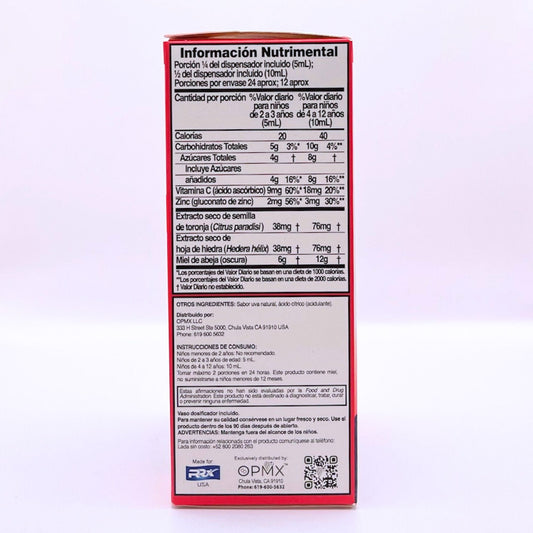 Información Nutrimental
Porción ¼ del dispensador incluido (5mL);
½ del dispensador incluido (10mL)
Porciones por envase 24 aprox; 12 aprox
Cantidad por porción %Valor diario para niños de 2 a 3 años (5mL) %Valor diario para niños de 4 a 12 años (10mL)
Calorías 20 40
Carbohidratos Totales 5g 3%* 10g 4%**
Azúcares Totales 4g † 8g †
Incluye Azúcares
añadidos 4g 16%* 8g 16%**
Vitamina C (ácido ascórbico) 9mg 60%* 18mg 20%**
Zinc (gluconato de zinc) 2mg 56%* 3mg 30%**
Extracto seco de semilla
de toronja (Citrus paradisi) 38mg † 76mg †
Extracto seco de
hoja de hiedra (Hedera hélix) 38mg † 76mg †
Miel de abeja (oscura) 6g † 12g †
*Los porcentajes del Valor Diario se basan en una dieta de 1000 calorías.
**Los porcentajes del Valor Diario se basan en una dieta de 2000 calorías.
† Valor Diario no establecido.
OTROS INGREDIENTES: Sabor uva natural, ácido cítrico (acidulante).
Distribuido por:
OPMX LLC
333 H Street Ste 5000, Chula Vista CA 91910 USA
Phone: 619 600 5632
INSTRUCCIONES DE CONSUMO:
Niños menores de 2 años: No recomendado.
Niños de 2 a 3 años de edad: 5 mL.
Niños de 4 a 12 años: 10 mL.
Tomar máximo 2 porciones en 24 horas. Este producto contiene miel,
no suministrarse a niños menores de 12 meses.
Estas afirmaciones no han sido evaluadas por la Food and Drug
Administration. Este producto no está destinado a diagnosticar, tratar, curar
o prevenir ninguna enfermedad.
Vaso dosificador incluido.
Para mantener su calidad consérvese en un lugar fresco y seco. Use el
producto dentro de los 90 días después de abierto.
ADVERTENCIAS: Mantenga fuera del alcance de los niños.
Para información relacionada con el producto comuníquese al teléfono:
Lada sin costo: +52 800 2080 263
Made for:
RRX
USA
Exclusively distributed by:
OPMX™
Chula Vista, CA 91910
Phone: 619-600-5632